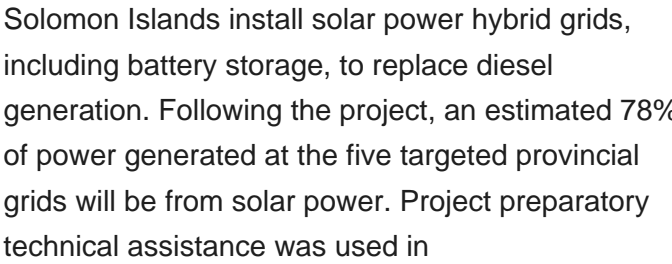 Solomon Islands install solar power hybrid grids,
including battery storage, to replace diesel
generation. Following the project, an estimated 78%
of power generated at the five targeted provincial
grids will be from solar power. Project preparatory
technical assistance was used in